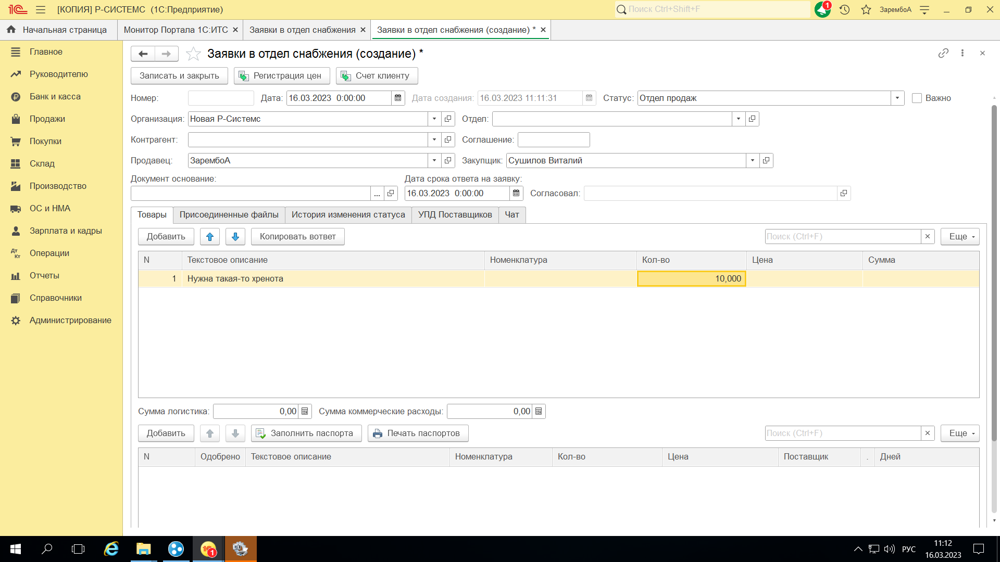 [КОПИЯ] Р-СИСТЕМС (1С:Предприятие)
Поиск Ctrl+Shift+F
1
ЗарембоА
Начальная страница
Монитор Портала 1С:ИТС
Заявки в отдел снабжения
Заявки в отдел снабжения (создание) *
Главное
Руководителю
Банк и касса
Продажи
Покупки
Склад
Производство
ОС и НМА
Зарплата и кадры
Дт Кт Операции
Отчеты
Справочники
Администрирование
Заявки в отдел снабжения (создание) *
Записать и закрыть
Регистрация цен
Счет клиенту
Номер:
Дата: 16.03.2023 0:00:00
Дата создания: 16.03.2023 11:11:31
Статус: Отдел продаж
Важно
Организация: Новая Р-Системс
Отдел:
Контрагент:
Соглашение:
Продавец: ЗарембоА
Закупщик: Сушилов Виталий
Документ основание:
...
Дата срока ответа на заявку:
16.03.2023 0:00:00
Согласовал:
Товары
Присоединенные файлы
История изменения статуса
УПД Поставщиков
Чат
Добавить
Копировать вответ
Поиск (Ctrl+F)
Еще
N Текстовое описание Номенклатура Кол-во Цена Сумма
1 Нужна такая-то хренота 10,000
Сумма логистика: 0,00
Сумма коммерческие расходы: 0,00
Добавить
Заполнить паспорта
Печать паспортов
Поиск (Ctrl+F)
Еще
N Одобрено Текстовое описание Номенклатура Кол-во Цена Поставщик . Дней
1
РУС
11:12
16.03.2023